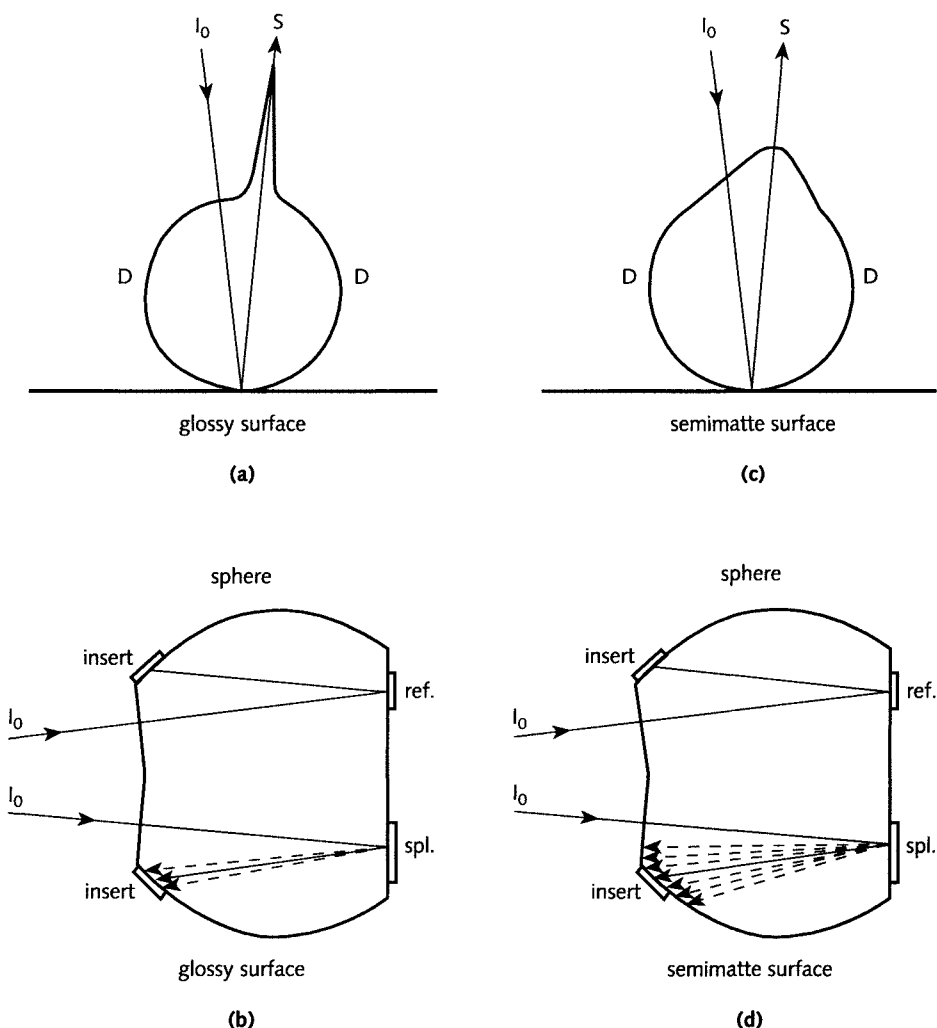 I₀ S
D D
glossy surface
(a)
I₀ S
D D
semimatte surface
(c)
sphere
insert
ref.
I₀
I₀
spl.
insert
glossy surface
(b)
sphere
insert
ref.
I₀
I₀
spl.
insert
semimatte surface
(d)